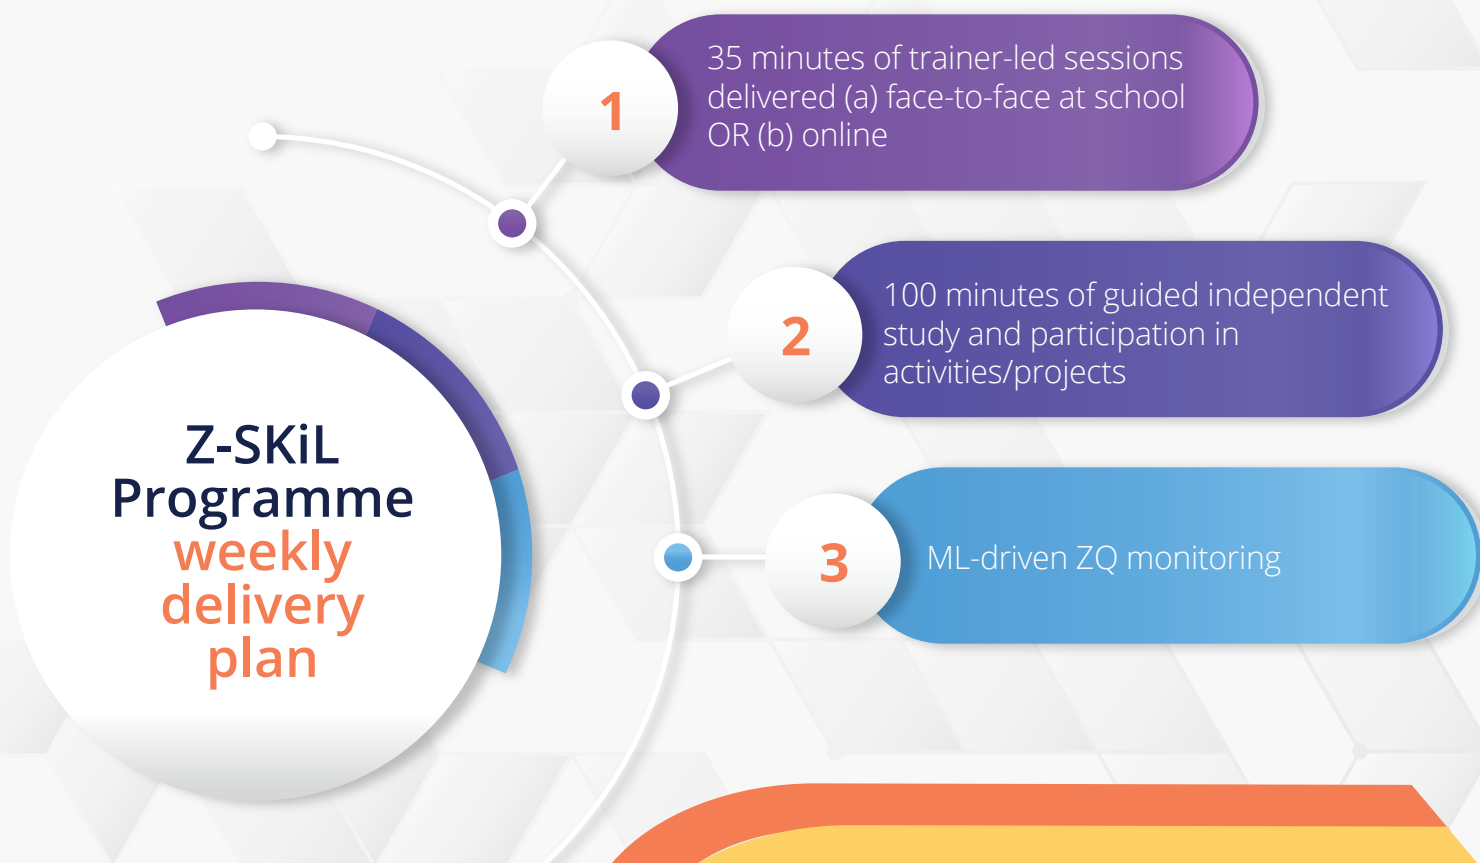 1
35 minutes of trainer-led sessions
delivered (a) face-to-face at school
OR (b) online
2
100 minutes of guided independent
study and participation in
activities/projects
Z-SKiL
Programme
weekly
delivery
plan
3
ML-driven ZQ monitoring